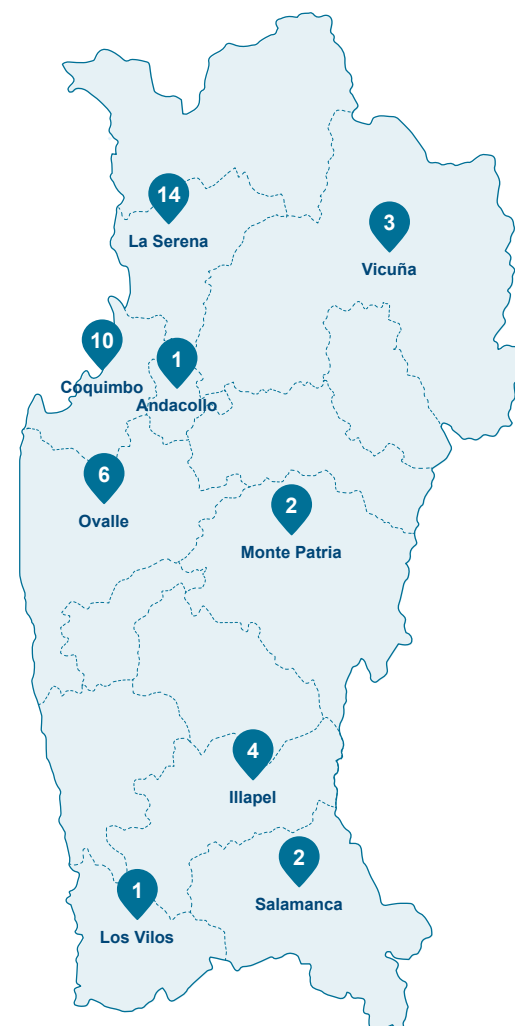 14
La Serena
3
Vicuña
10
Coquimbo
1
Andacollo
6
Ovalle
2
Monte Patria
4
Illapel
2
Salamanca
1
Los Vilos